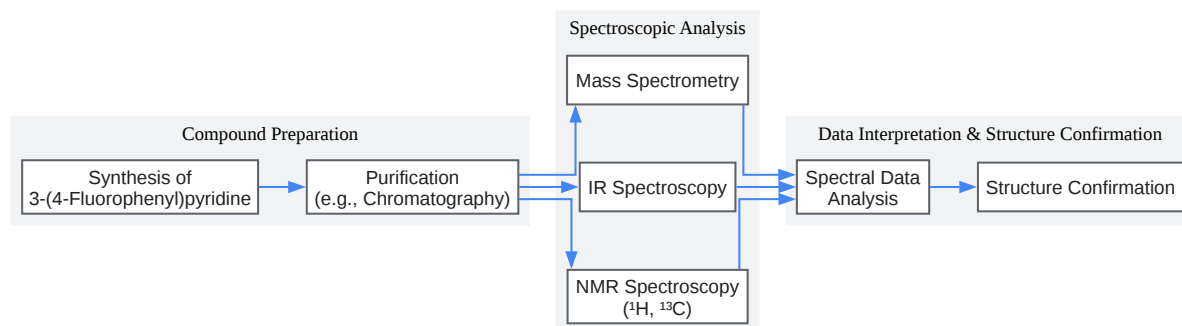 Spectroscopic Analysis
Mass Spectrometry
Compound Preparation
Data Interpretation & Structure Confirmation
Synthesis of
3-(4-Fluorophenyl)pyridine
Purification
(e.g., Chromatography)
IR Spectroscopy
Spectral Data
Analysis
Structure Confirmation
NMR Spectroscopy
(¹H, ¹³C)